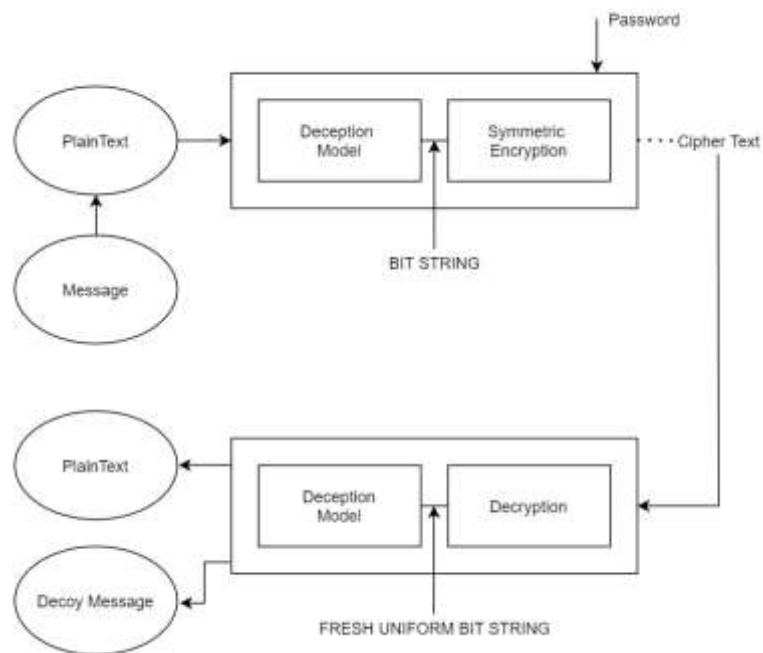 Password
PlainText
Deception
Model
Symmetric
Encryption
Cipher Text
BIT STRING
Message
PlainText
Deception
Model
Decryption
Decoy Message
FRESH UNIFORM BIT STRING